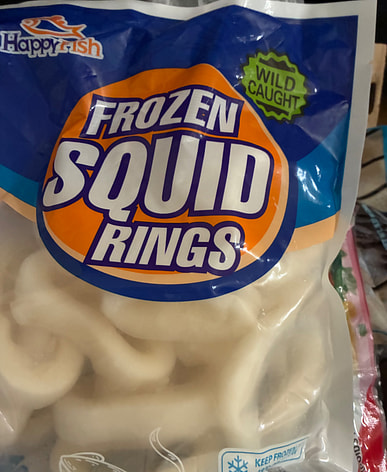 HappyFish
WILD
CAUGHT
FROZEN
SQUID
RINGS
KEEP FROZEN